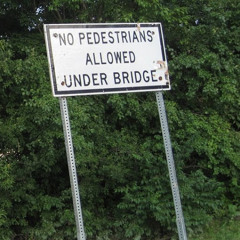 NO PEDESTRIANS
ALLOWED
UNDER BRIDGE